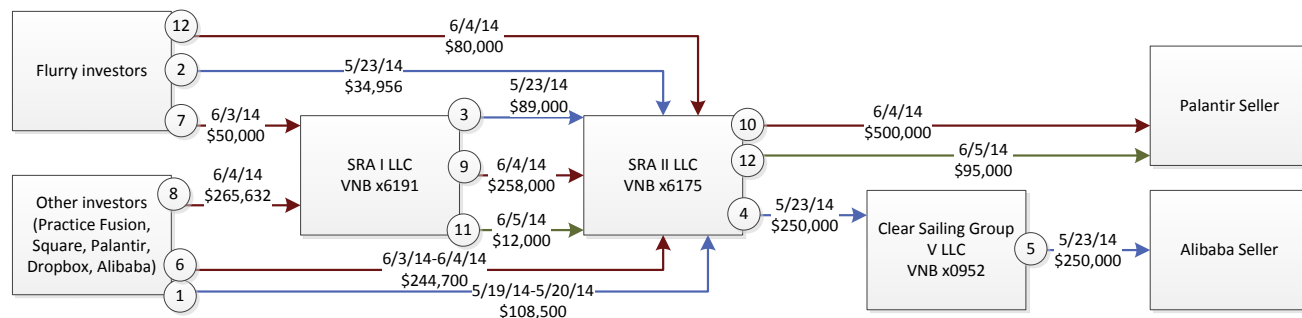 12
6/4/14
$80,000
Flurry investors
2
5/23/14
$34,956
7
6/3/14
$50,000
3
5/23/14
$89,000
SRA I LLC
VNB x6191
9
6/4/14
$258,000
11
6/5/14
$12,000
SRA II LLC
VNB x6175
10
6/4/14
$500,000
12
6/5/14
$95,000
4
5/23/14
$250,000
Palantir Seller
Other investors
(Practice Fusion,
Square, Palantir,
Dropbox, Alibaba)
8
6/4/14
$265,632
6
6/3/14-6/4/14
$244,700
1
5/19/14-5/20/14
$108,500
Clear Sailing Group
V LLC
VNB x0952
5
5/23/14
$250,000
Alibaba Seller